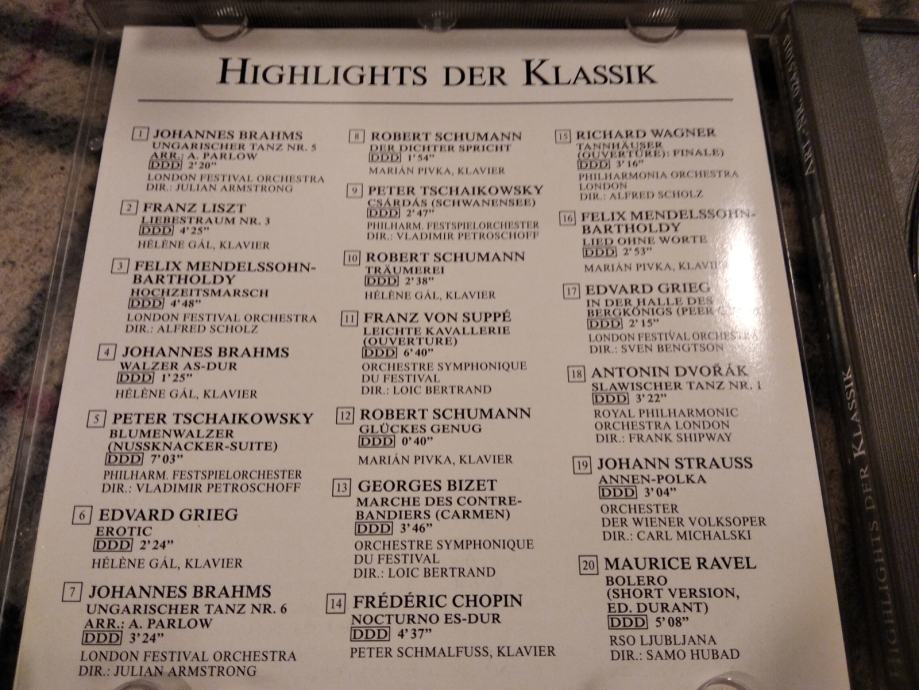 HIGHLIGHTS DER KLASSIK
1 JOHANNES BRAHMS
UNGARISCHER TANZ NR. 5
ARR.: A. PARLOW
DDD 2'20"
LONDON FESTIVAL ORCHESTRA
DIR.: JULIAN ARMSTRONG
2 FRANZ LISZT
LIEBESTRAUM NR. 3
DDD 4'25"
HÉLÈNE GÁL, KLAVIER
3 FELIX MENDELSSOHN-
BARTHOLDY
HOCHZEITSMARSCH
DDD 4'48"
LONDON FESTIVAL ORCHESTRA
DIR.: ALFRED SCHOLZ
4 JOHANNES BRAHMS
WALZER AS-DUR
DDD 1'25"
HÉLÈNE GÁL, KLAVIER
5 PETER TSCHAIKOWSKY
BLUMENWALZER
(NUSSKNACKER-SUITE)
DDD 7'03"
PHILHARM. FESTSPIELORCHESTER
DIR.: VLADIMIR PETROSCHOFF
6 EDVARD GRIEG
EROTIC
DDD 2'24"
HÉLÈNE GÁL, KLAVIER
7 JOHANNES BRAHMS
UNGARISCHER TANZ NR. 6
ARR.: A. PARLOW
DDD 3'24"
LONDON FESTIVAL ORCHESTRA
DIR.: JULIAN ARMSTRONG
8 ROBERT SCHUMANN
DER DICHTER SPRICHT
DDD 1'54"
MARIÁN PIVKA, KLAVIER
9 PETER TSCHAIKOWSKY
CSÁRDÁS (SCHWANENSEE)
DDD 2'47"
PHILHARM. FESTSPIELORCHESTER
DIR.: VLADIMIR PETROSCHOFF
10 ROBERT SCHUMANN
TRÄUMEREI
DDD 2'38"
HÉLÈNE GÁL, KLAVIER
11 FRANZ VON SUPPÉ
LEICHTE KAVALLERIE
(OUVERTURE)
DDD 6'40"
ORCHESTRE SYMPHONIQUE
DU FESTIVAL
DIR.: LOIC BERTRAND
12 ROBERT SCHUMANN
GLÜCKES GENUG
DDD 0'40"
MARIÁN PIVKA, KLAVIER
13 GEORGES BIZET
MARCHE DES CONTRE-
BANDIERS (CARMEN)
DDD 3'46"
ORCHESTRE SYMPHONIQUE
DU FESTIVAL
DIR.: LOIC BERTRAND
14 FRÉDÉRIC CHOPIN
NOCTURNO ES-DUR
DDD 4'37"
PETER SCHMALFUSS, KLAVIER
15 RICHARD WAGNER
TANNHÄUSER
(OUVERTÜRE): FINALE)
DDD 3'16"
PHILHARMONIA ORCHESTRA
LONDON
DIR.: ALFRED SCHOLZ
16 FELIX MENDELSSOHN-
BARTHOLDY
LIED OHNE WORTE
DDD 2'53"
MARIÁN PIVKA, KLAVIER
17 EDVARD GRIEG
IN DER HALLE DES
BERGKÖNIGS (PEER
DDD 2'15"
LONDON FESTIVAL ORCHESTRA
DIR.: SVEN BENGTSON
18 ANTONIN DVOŘÁK
SLAWISCHER TANZ NR. 1
DDD 3'22"
ROYAL PHILHARMONIC
ORCHESTRA LONDON
DIR.: FRANK SHIPWAY
19 JOHANN STRAUSS
ANNEN-POLKA
DDD 3'04"
ORCHESTER
DER WIENER VOLKSOPER
DIR.: CARL MICHALSKI
20 MAURICE RAVEL
BOLERO
(SHORT VERSION,
ED. DURANT)
DDD 5'08"
RSO LJUBLJANA
DIR.: SAMO HUBAD
HIGHLIGHTS DER KLASSIK